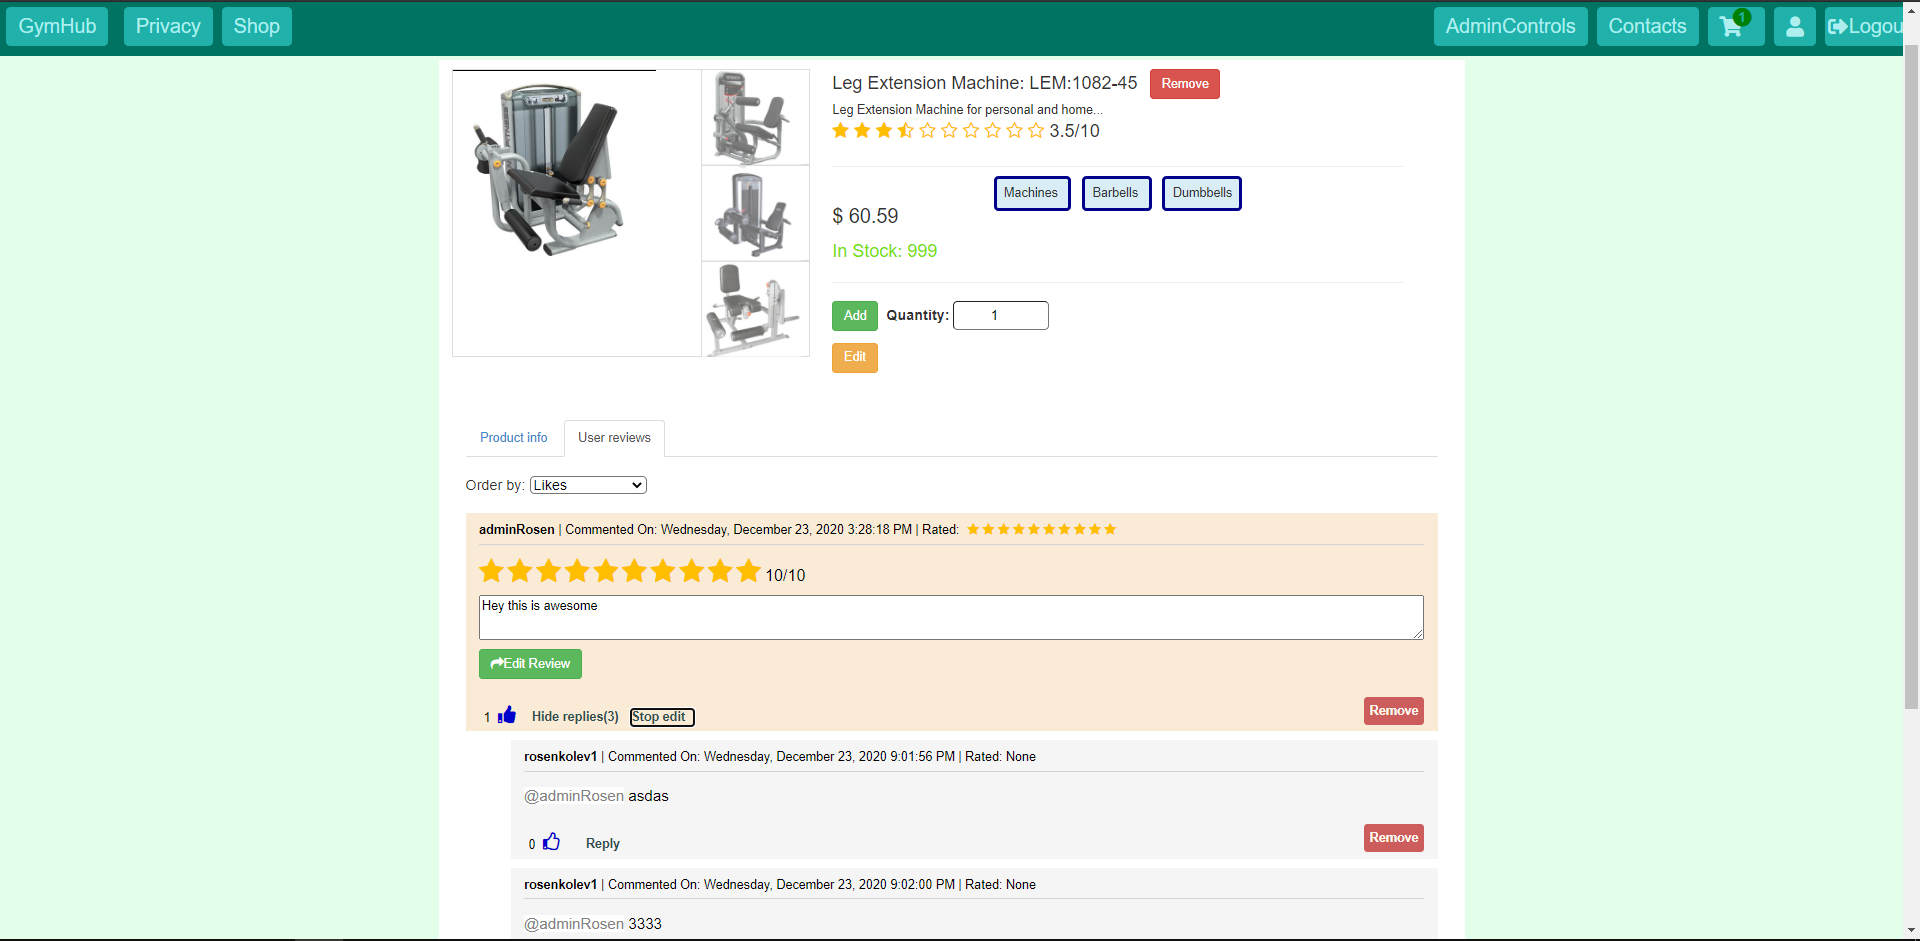 GymHub Privacy Shop AdminControls Contacts 1 Logou
Leg Extension Machine: LEM:1082-45 Remove
Leg Extension Machine for personal and home...
3.5/10
Machines Barbells Dumbbells
$ 60.59
In Stock: 999
Add Quantity: 1
Edit
Product info User reviews
Order by: Likes
adminRosen | Commented On: Wednesday, December 23, 2020 3:28:18 PM | Rated:
10/10
Hey this is awesome
Edit Review
1 Hide replies(3) Stop edit Remove
rosenkolev1 | Commented On: Wednesday, December 23, 2020 9:01:56 PM | Rated: None
@adminRosen asdas
0 Reply Remove
rosenkolev1 | Commented On: Wednesday, December 23, 2020 9:02:00 PM | Rated: None
@adminRosen 3333